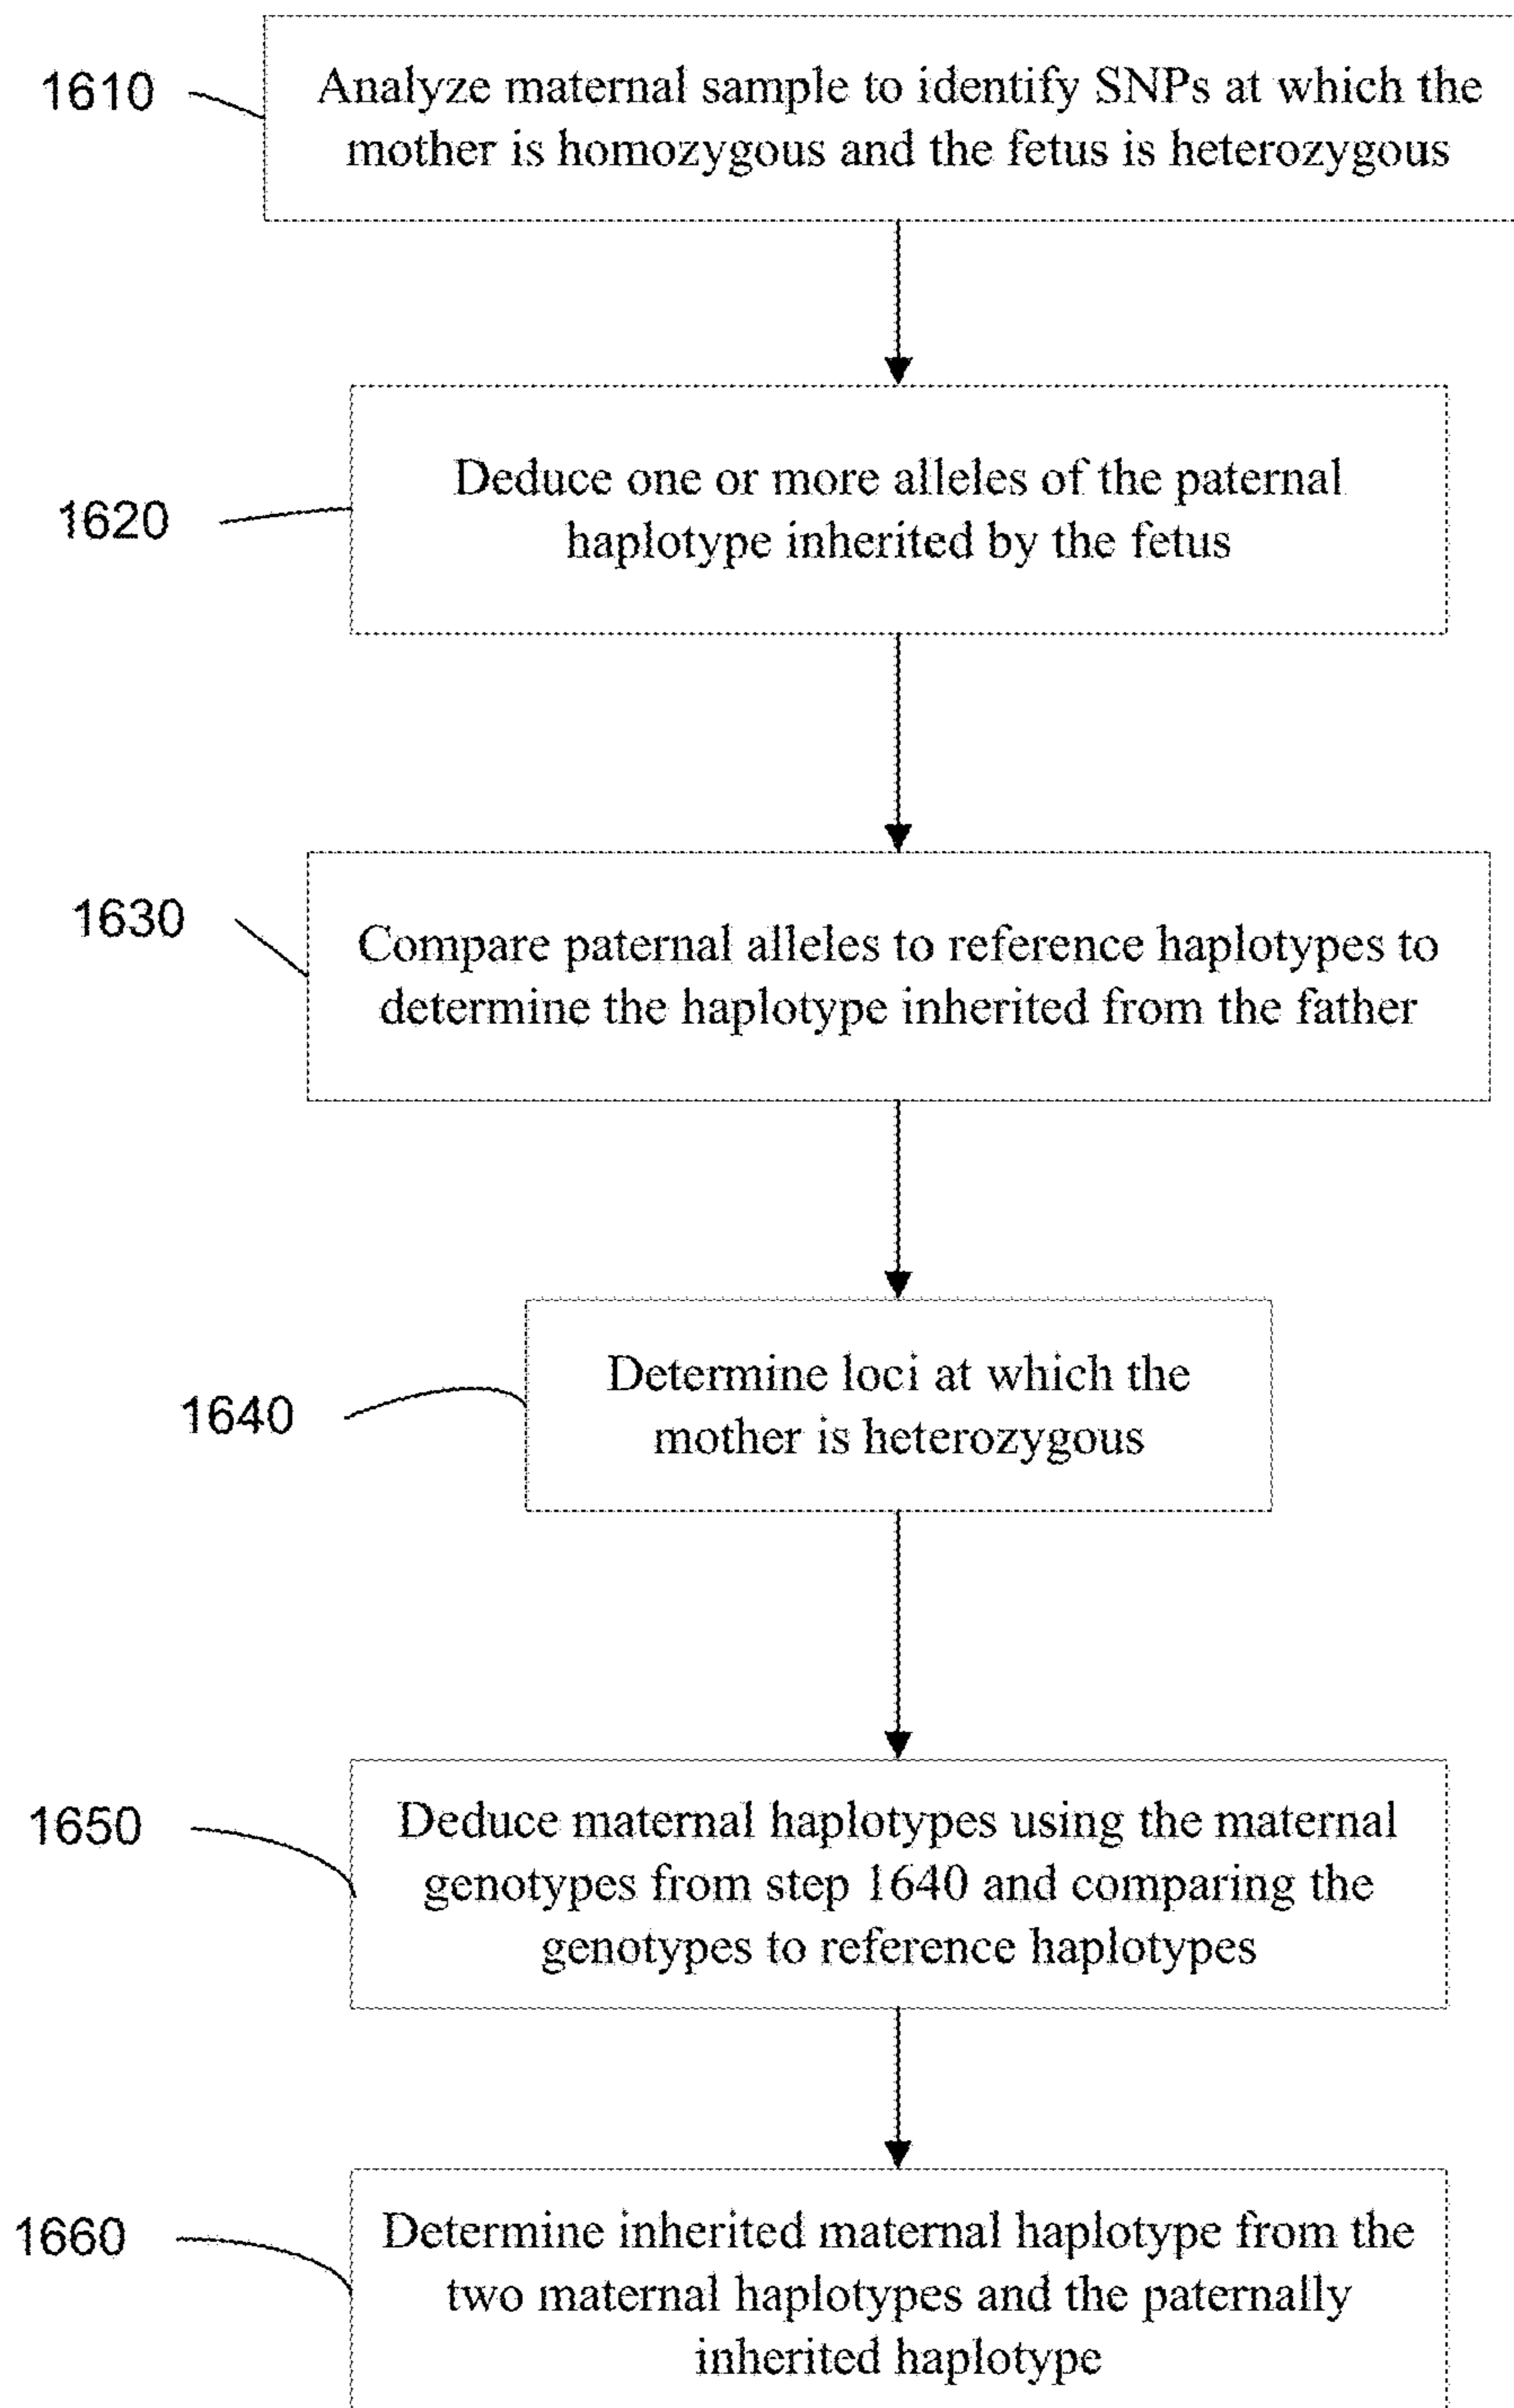 1610
Analyze maternal sample to identify SNPs at which the
mother is homozygous and the fetus is heterozygous
1620
Deduce one or more alleles of the paternal
haplotype inherited by the fetus
1630
Compare paternal alleles to reference haplotypes to
determine the haplotype inherited from the father
1640
Determine loci at which the
mother is heterozygous
1650
Deduce maternal haplotypes using the maternal
genotypes from step 1640 and comparing the
genotypes to reference haplotypes
1660
Determine inherited maternal haplotype from the
two maternal haplotypes and the paternally
inherited haplotype